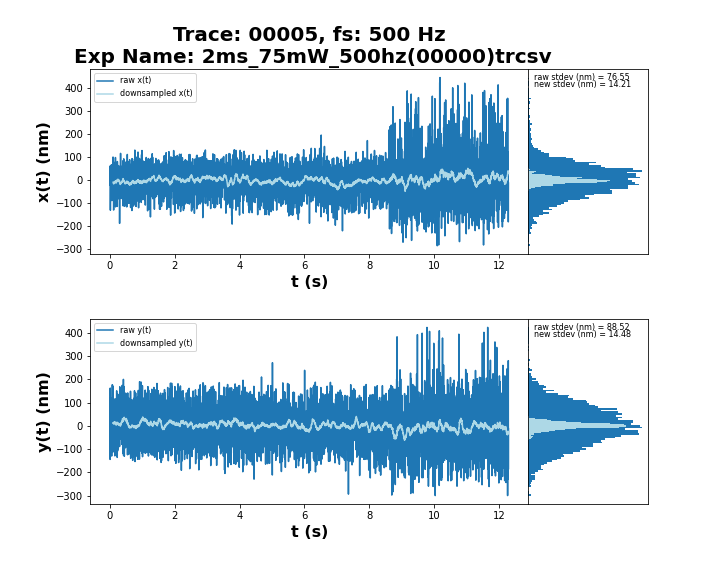 Trace: 00005, fs: 500 Hz
Exp Name: 2ms_75mW_500hz(00000)trcsv
raw x(t)
downsampled x(t)
raw stdev (nm) = 76.55
new stdev (nm) = 14.21
x(t) (nm)
400
300
200
100
0
−100
−200
−300
0 2 4 6 8 10 12
t (s)
raw y(t)
downsampled y(t)
raw stdev (nm) = 88.52
new stdev (nm) = 14.48
y(t) (nm)
400
300
200
100
0
−100
−200
−300
0 2 4 6 8 10 12
t (s)